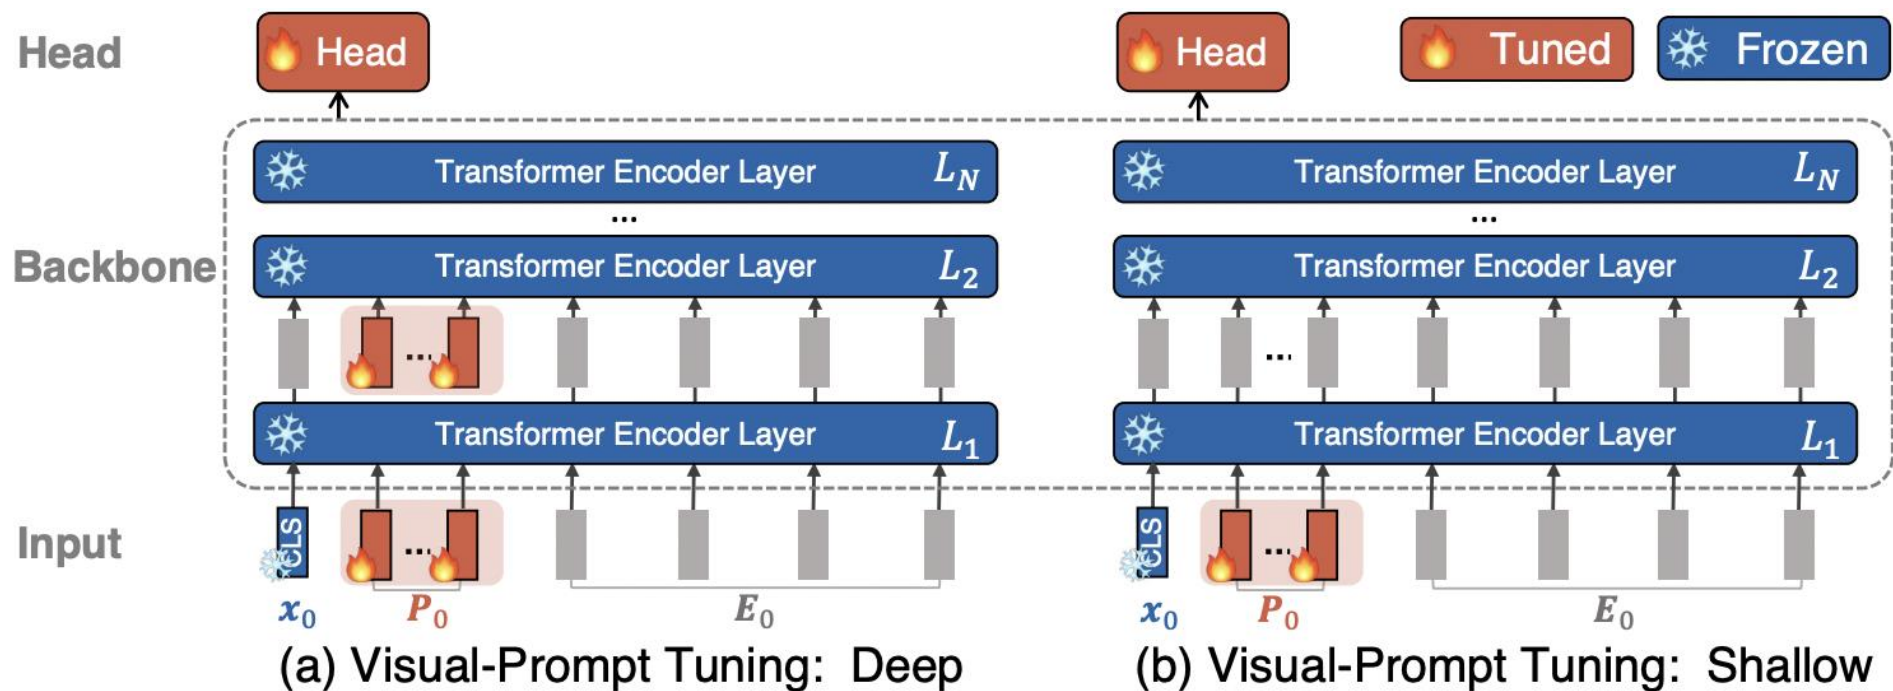 Head
Head
Head
Tuned
Frozen
Transformer Encoder Layer L_N
Transformer Encoder Layer L_N
...
...
Backbone
Transformer Encoder Layer L_2
Transformer Encoder Layer L_2
...
...
Transformer Encoder Layer L_1
Transformer Encoder Layer L_1
Input
CLS
...
CLS
...
x_0
P_0
E_0
x_0
P_0
E_0
(a) Visual-Prompt Tuning: Deep
(b) Visual-Prompt Tuning: Shallow